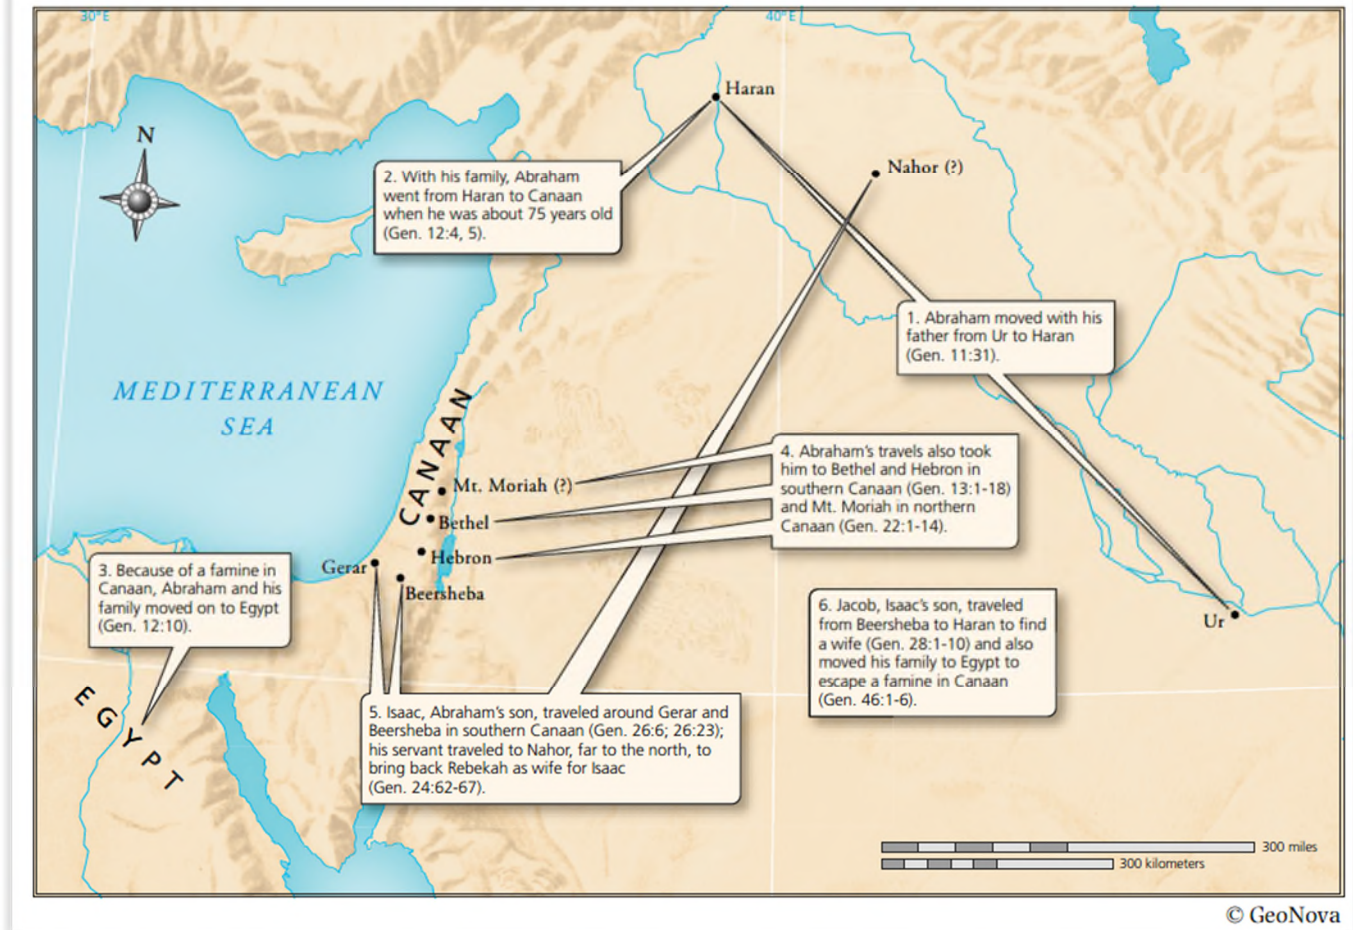 30°E
40°E
N
Haran
Nahor (?)
2. With his family, Abraham
went from Haran to Canaan
when he was about 75 years old
(Gen. 12:4, 5).
1. Abraham moved with his
father from Ur to Haran
(Gen. 11:31).
MEDITERRANEAN
SEA
CANAAN
4. Abraham's travels also took
him to Bethel and Hebron in
southern Canaan (Gen. 13:1-18)
and Mt. Moriah in northern
Canaan (Gen. 22:1-14).
Mt. Moriah (?)
Bethel
Hebron
Gerar
Beersheba
3. Because of a famine in
Canaan, Abraham and his
family moved on to Egypt
(Gen. 12:10).
6. Jacob, Isaac's son, traveled
from Beersheba to Haran to find
a wife (Gen. 28:1-10) and also
moved his family to Egypt to
escape a famine in Canaan
(Gen. 46:1-6).
Ur
EGYPT
5. Isaac, Abraham's son, traveled around Gerar and
Beersheba in southern Canaan (Gen. 26:6; 26:23);
his servant traveled to Nahor, far to the north, to
bring back Rebekah as wife for Isaac
(Gen. 24:62-67).
300 miles
300 kilometers
© GeoNova